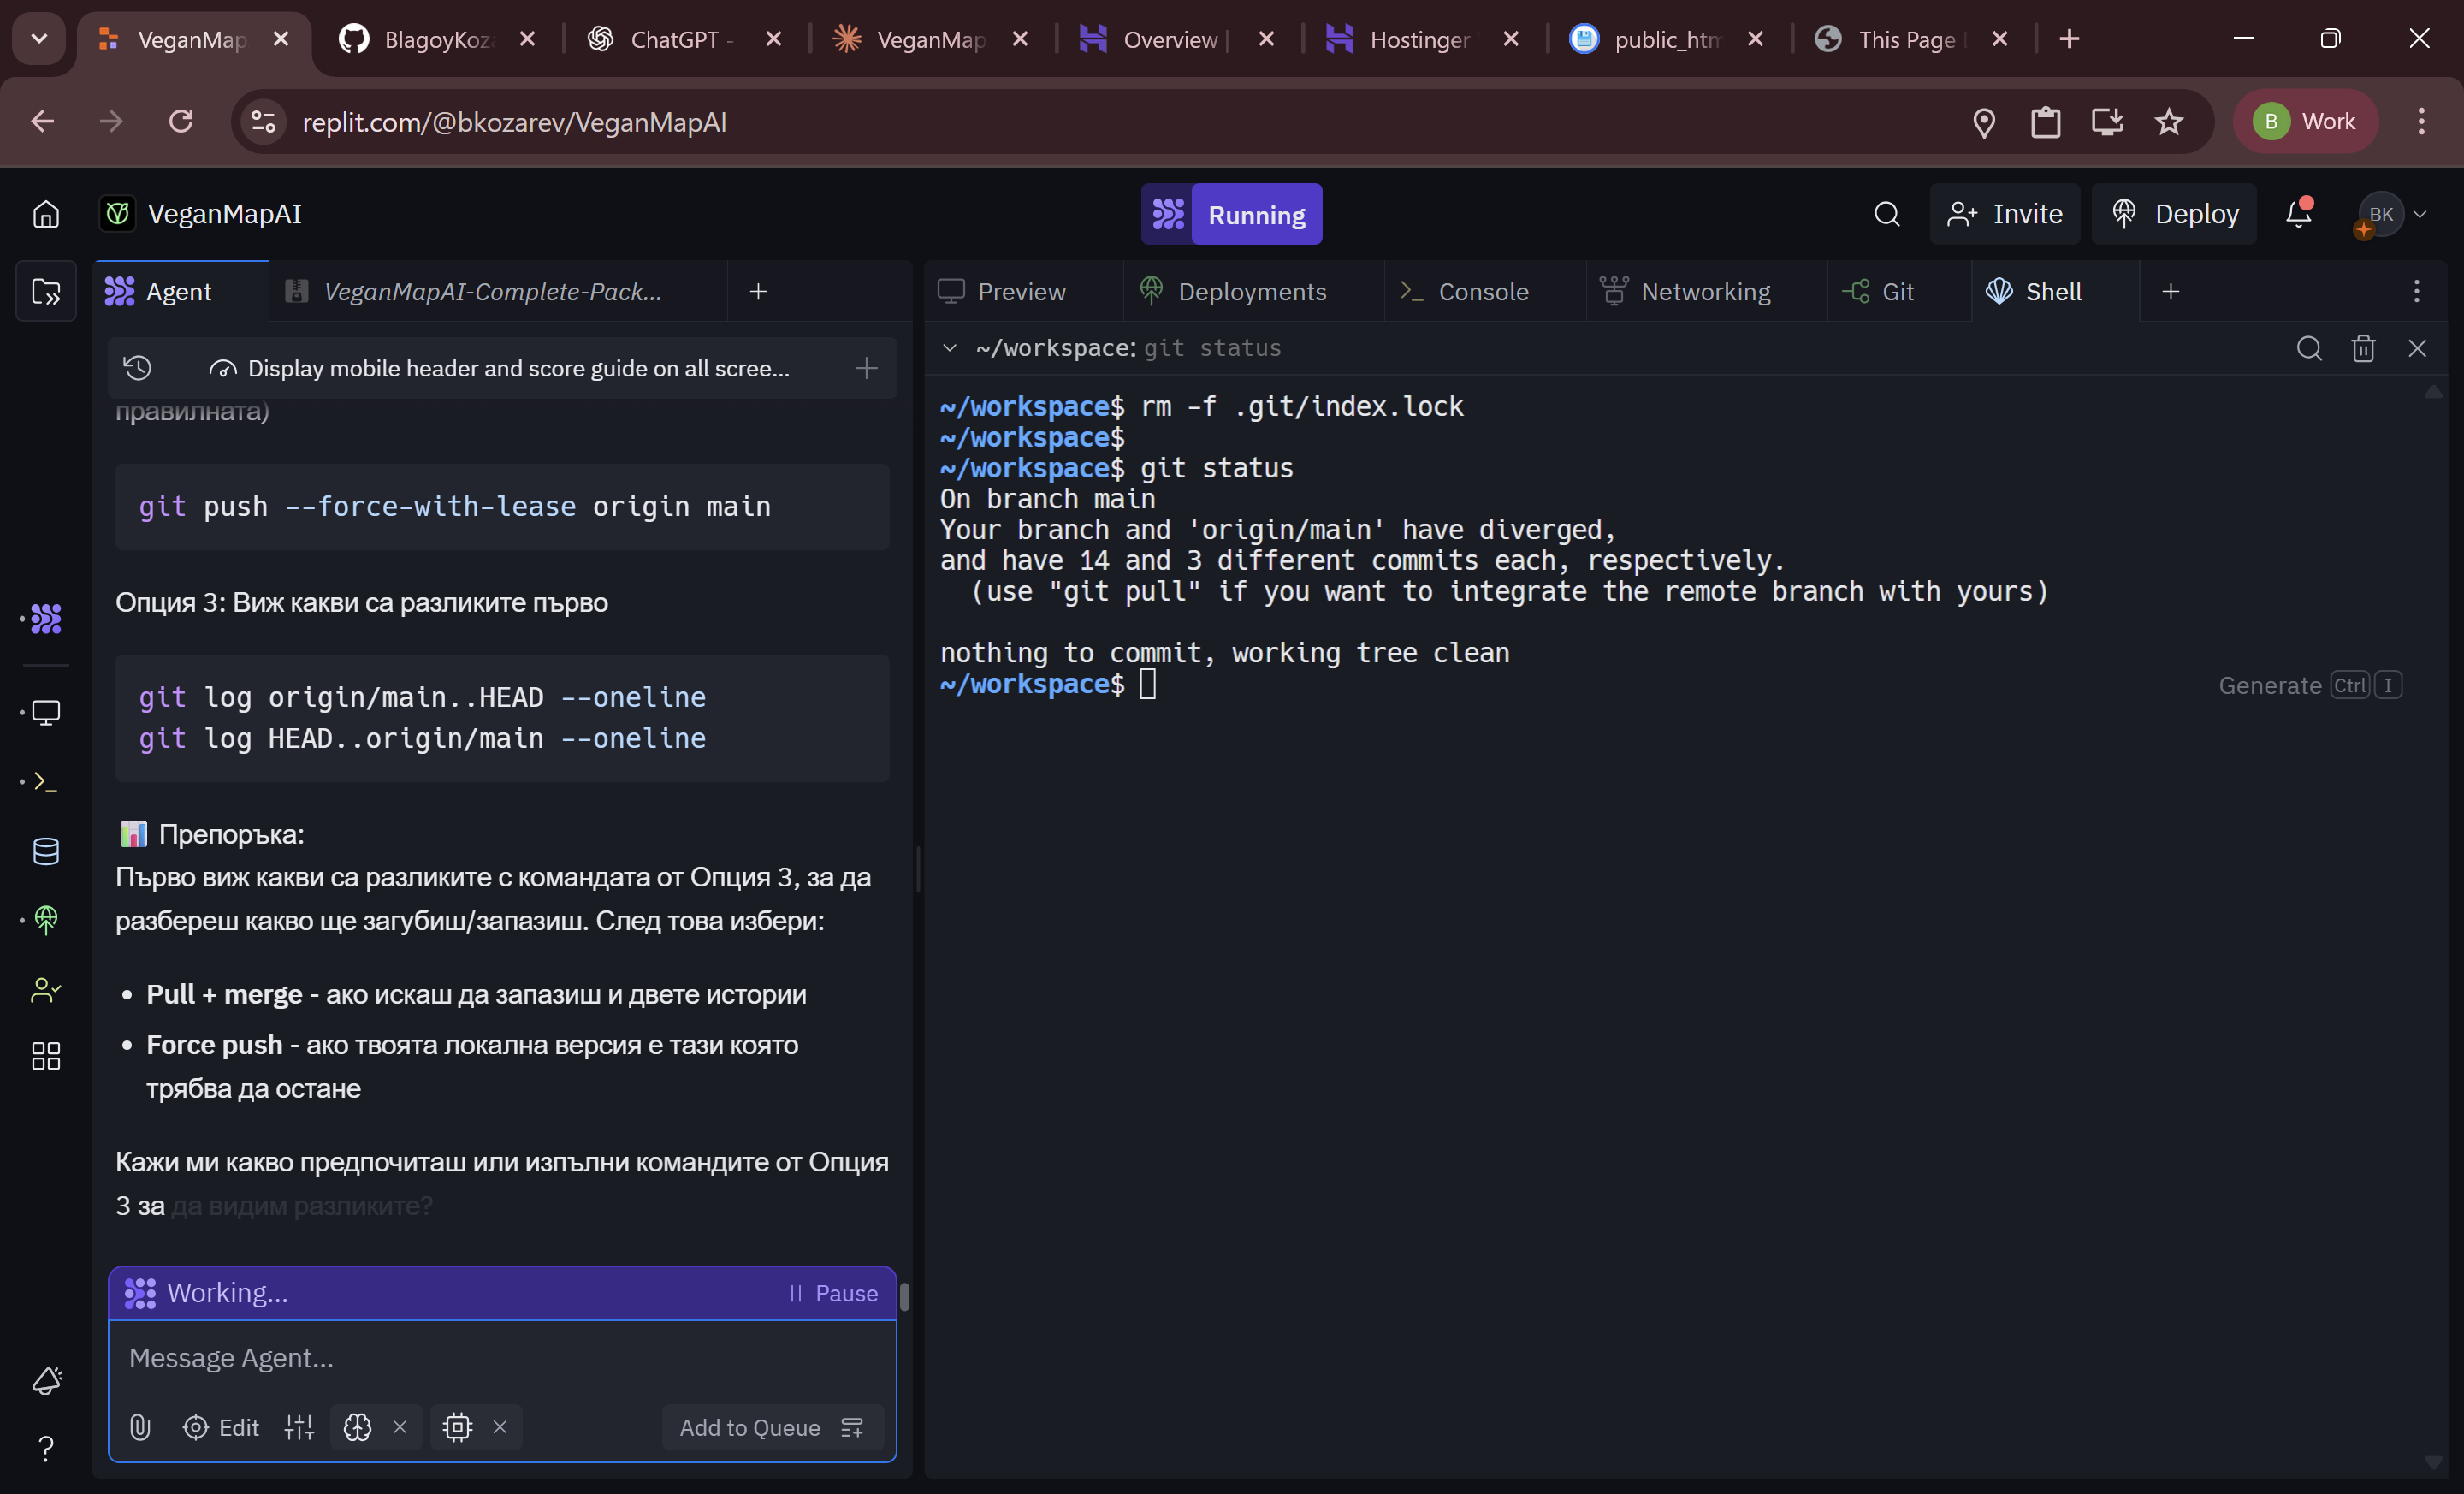 VeganMap
BlagoyKoz
ChatGPT -
VeganMap
Overview |
Hostinger
public_htm
This Page
replit.com/@bkozarev/VeganMapAI
B
Work
VeganMapAI
Running
Invite
Deploy
BK
Agent
VeganMapAI-Complete-Pack...
Display mobile header and score guide on all scree...
правилната)
git push --force-with-lease origin main
Опция 3: Виж какви са разликите първо
git log origin/main..HEAD --oneline
git log HEAD..origin/main --oneline
Препоръка:
Първо виж какви са разликите с командата от Опция 3, за да
разбереш какво ще загубиш/запазиш. След това избери:
• Pull + merge - ако искаш да запазиш и двете истории
• Force push - ако твоята локална версия е тази която
трябва да остане
Кажи ми какво предпочиташ или изпълни командите от Опция
3 за да видим разликите?
Working...
Pause
Message Agent...
Edit
Add to Queue
Preview
Deployments
Console
Networking
Git
Shell
~/workspace: git status
~/workspace$ rm -f .git/index.lock
~/workspace$
~/workspace$ git status
On branch main
Your branch and 'origin/main' have diverged,
and have 14 and 3 different commits each, respectively.
(use "git pull" if you want to integrate the remote branch with yours)
nothing to commit, working tree clean
~/workspace$
Generate Ctrl I